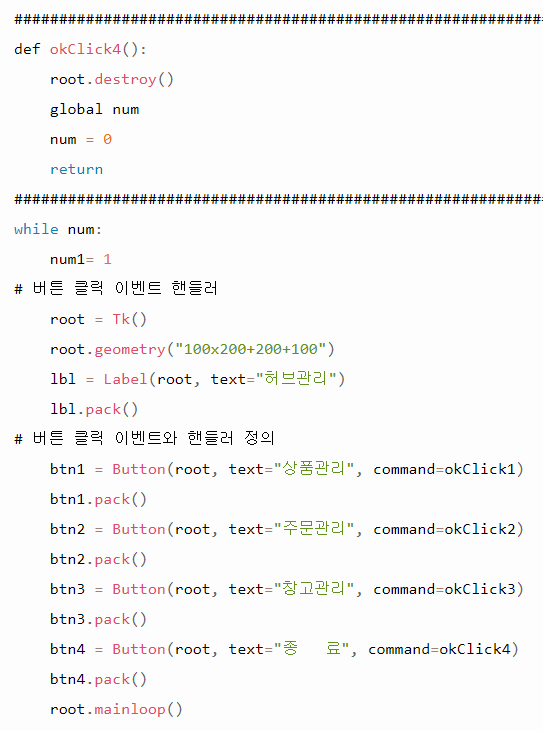 ###########################################################
def okClick4():
    root.destroy()
    global num
    num = 0
    return
###########################################################
while num:
    num1= 1
# 버튼 클릭 이벤트 핸들러
    root = Tk()
    root.geometry("100x200+200+100")
    lbl = Label(root, text="허브관리")
    lbl.pack()
# 버튼 클릭 이벤트와 핸들러 정의
    btn1 = Button(root, text="상품관리", command=okClick1)
    btn1.pack()
    btn2 = Button(root, text="주문관리", command=okClick2)
    btn2.pack()
    btn3 = Button(root, text="창고관리", command=okClick3)
    btn3.pack()
    btn4 = Button(root, text="종   료", command=okClick4)
    btn4.pack()
    root.mainloop()